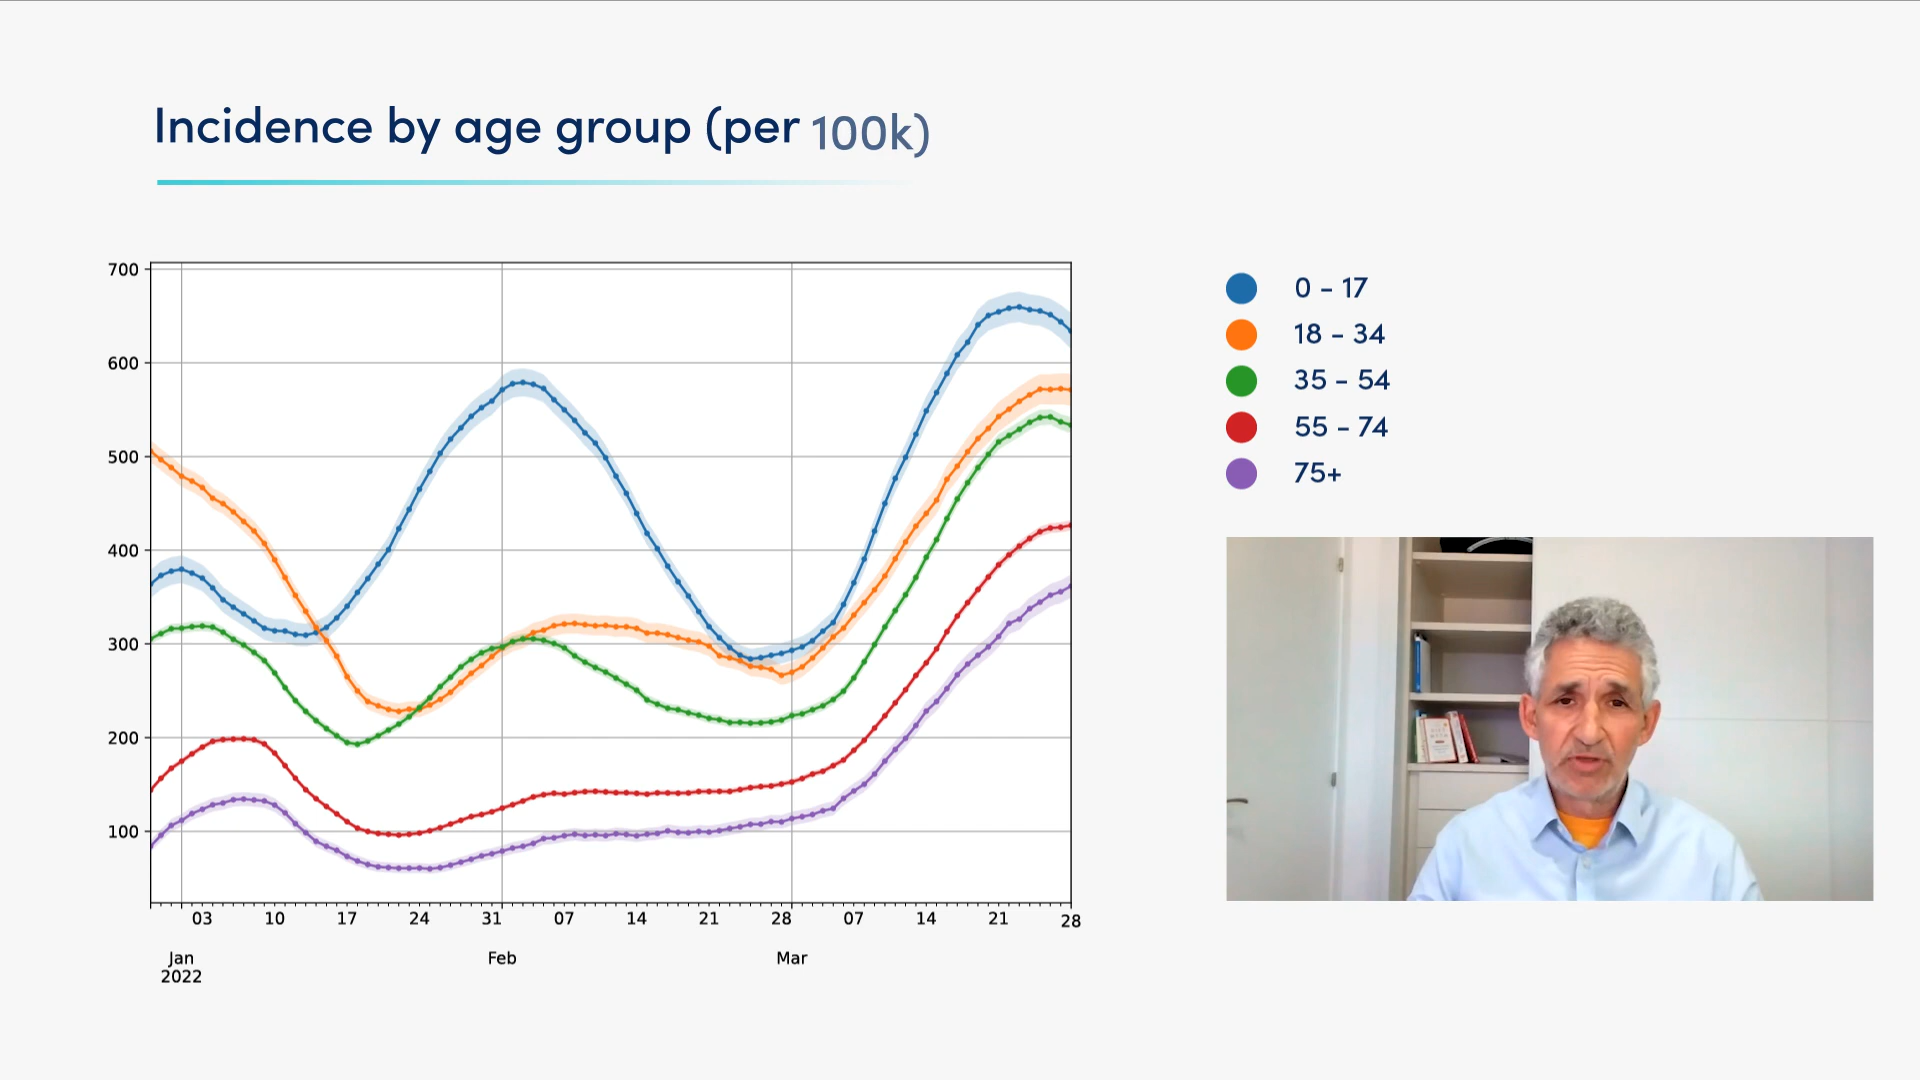 Incidence by age group (per 100k)
700
600
500
400
300
200
100
03 10 17 24 31 07 14 21 28 07 14 21 28
Jan Feb Mar
2022
0 – 17
18 – 34
35 – 54
55 – 74
75+